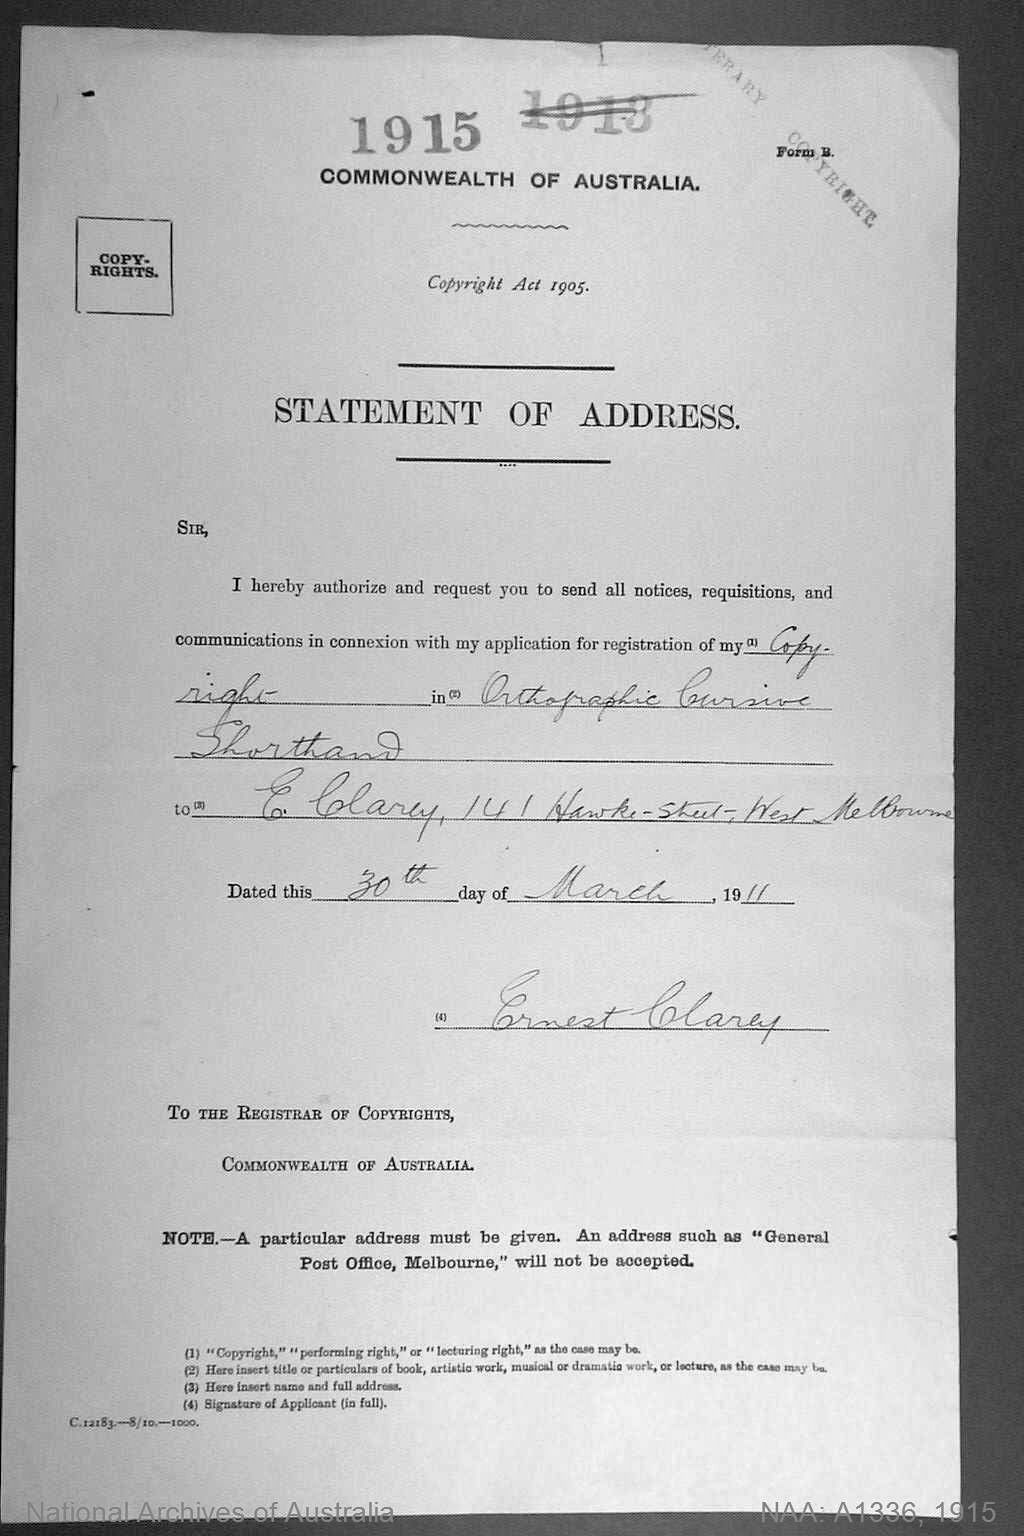 1915 1913
LITERARY
COPYRIGHT.
Form B.
COMMONWEALTH OF AUSTRALIA.
COPY-
RIGHTS.
Copyright Act 1905.
STATEMENT OF ADDRESS.
SIR,
I hereby authorize and request you to send all notices, requisitions, and
communications in connexion with my application for registration of my (1) Copy-
right in (2) Orthographic Cursive
Shorthand
to (3) E. Clarey, 141 Hawke-Street, West Melbourne
Dated this 30th day of March, 1911
(4) Ernest Clarey
TO THE REGISTRAR OF COPYRIGHTS,
COMMONWEALTH OF AUSTRALIA.
NOTE.—A particular address must be given. An address such as "General
Post Office, Melbourne," will not be accepted.
(1) "Copyright," "performing right," or "lecturing right," as the case may be.
(2) Here insert title or particulars of book, artistic work, musical or dramatic work, or lecture, as the case may be.
(3) Here insert name and full address.
(4) Signature of Applicant (in full).
C.12183.—8/10.—1000.
National Archives of Australia NAA: A1336, 1915